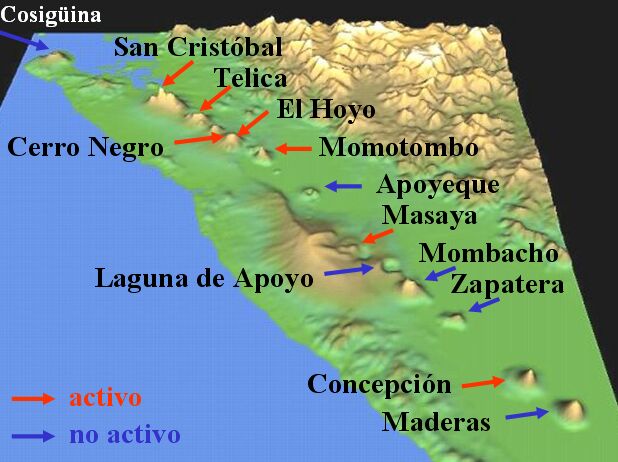 Cosigüina
San Cristóbal
Telica
El Hoyo
Cerro Negro
Momotombo
Apoyeque
Masaya
Mombacho
Laguna de Apoyo
Zapatera
Concepción
Maderas
activo
no activo